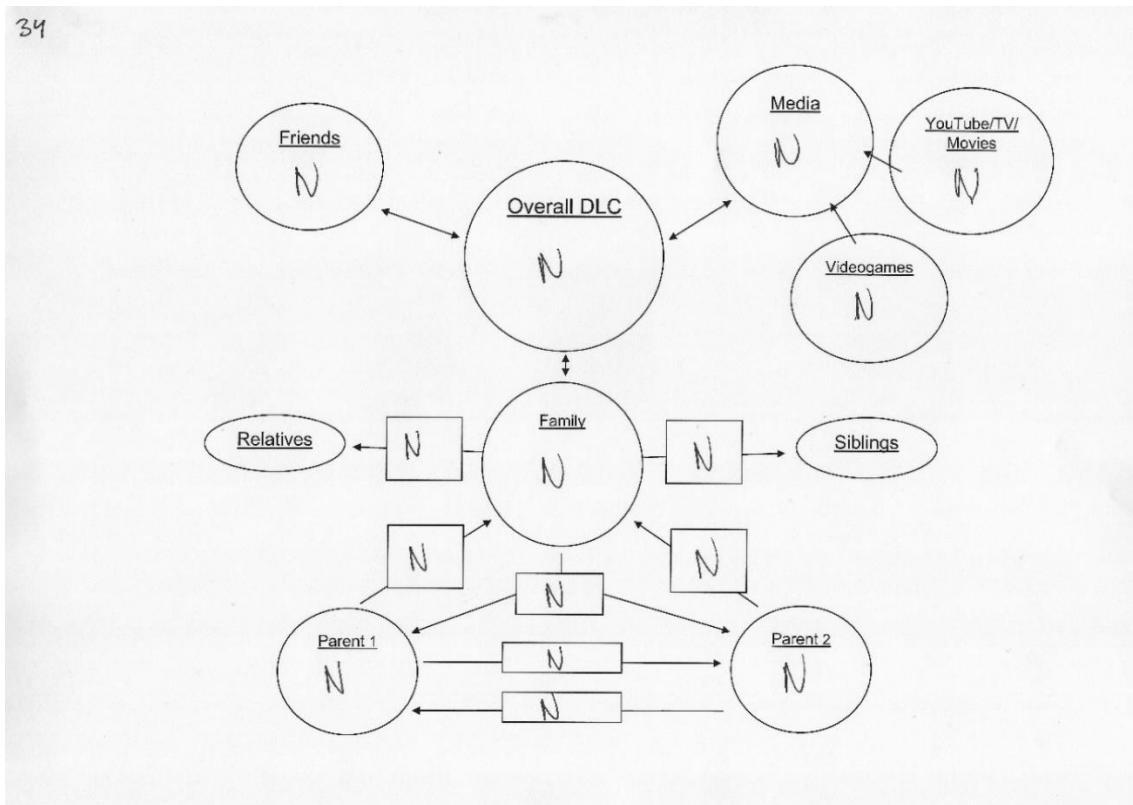 34
Friends
N
Overall DLC
N
Media
N
YouTube/TV/
Movies
N
Videogames
N
Relatives
N
Family
N
N
Siblings
N
N
N
Parent 1
N
N
N
Parent 2
N